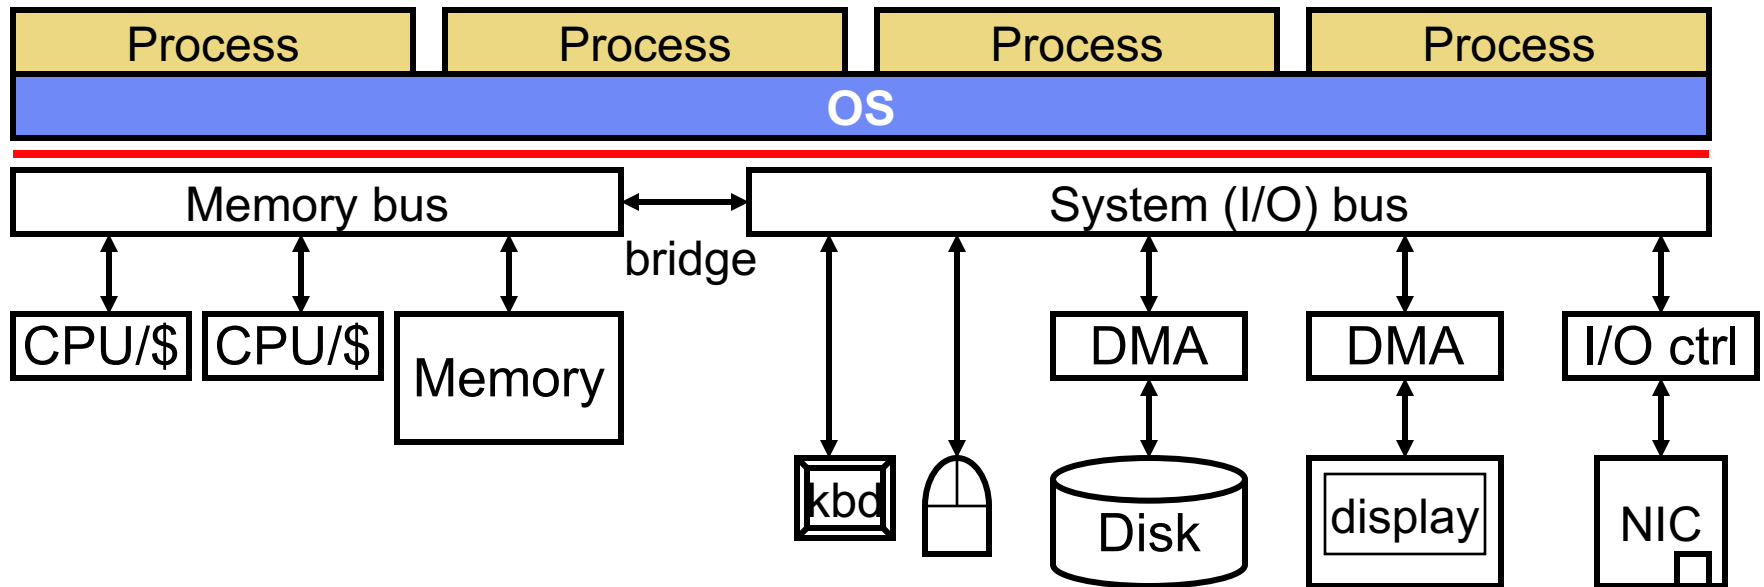 Process Process Process Process
OS
Memory bus System (I/O) bus
bridge
CPU/$ CPU/$ Memory DMA DMA I/O ctrl
kbd Disk display NIC